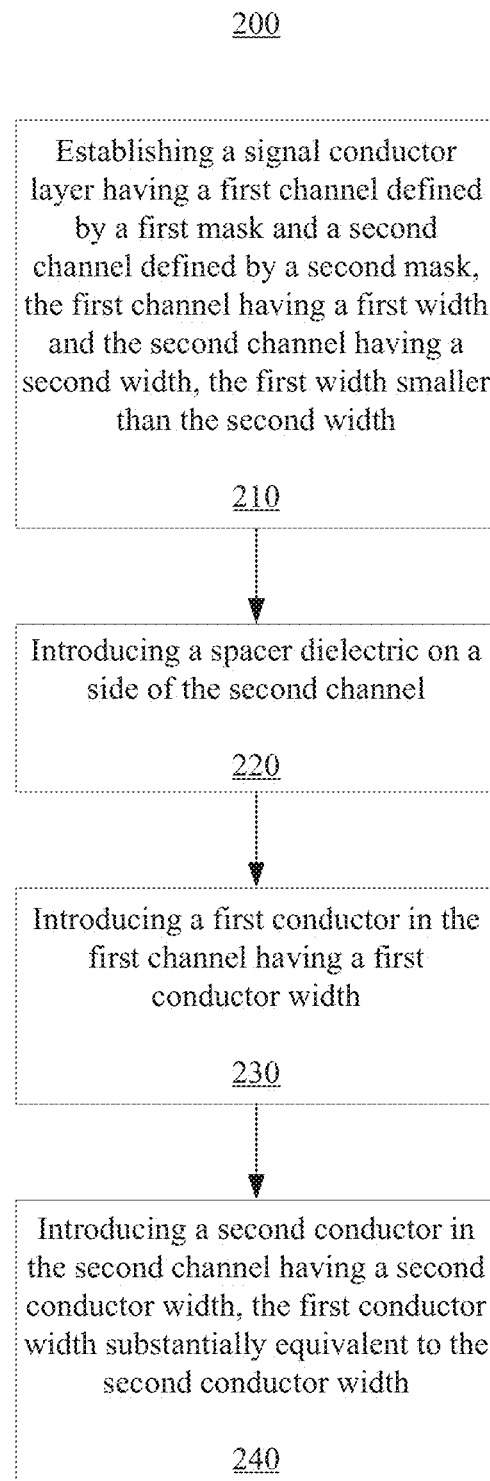 200
Establishing a signal conductor
layer having a first channel defined
by a first mask and a second
channel defined by a second mask,
the first channel having a first width
and the second channel having a
second width, the first width smaller
than the second width
210
Introducing a spacer dielectric on a
side of the second channel
220
Introducing a first conductor in the
first channel having a first
conductor width
230
Introducing a second conductor in
the second channel having a second
conductor width, the first conductor
width substantially equivalent to the
second conductor width
240